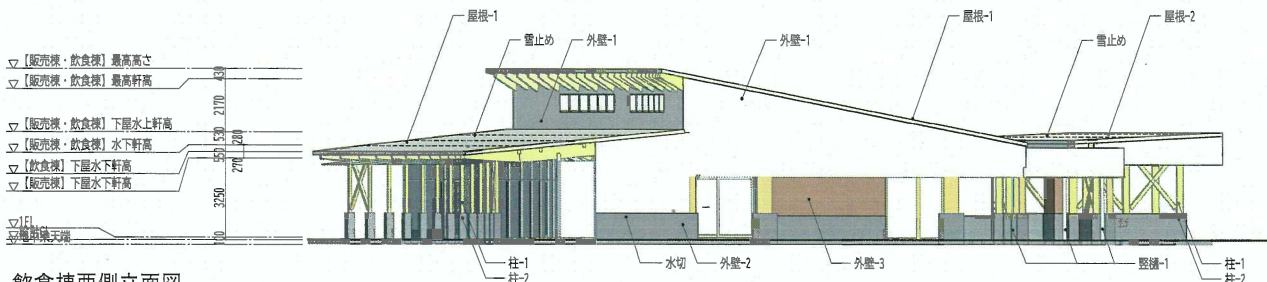 屋根-1
屋根-1
屋根-2
雪止め
外壁-1
外壁-1
雪止め
▽【販売棟・飲食棟】最高高さ
▽【販売棟・飲食棟】最高軒高
▽【販売棟・飲食棟】下屋水上軒高
▽【販売棟・飲食棟】水下軒高
▽【飲食棟】下屋水下軒高
▽【販売棟】下屋水下軒高
▽1FL
430
2170
530
280
550
270
3250
柱-1
柱-2
水切
外壁-2
外壁-3
竪樋-1
柱-1
柱-2
飲食棟西側立面図